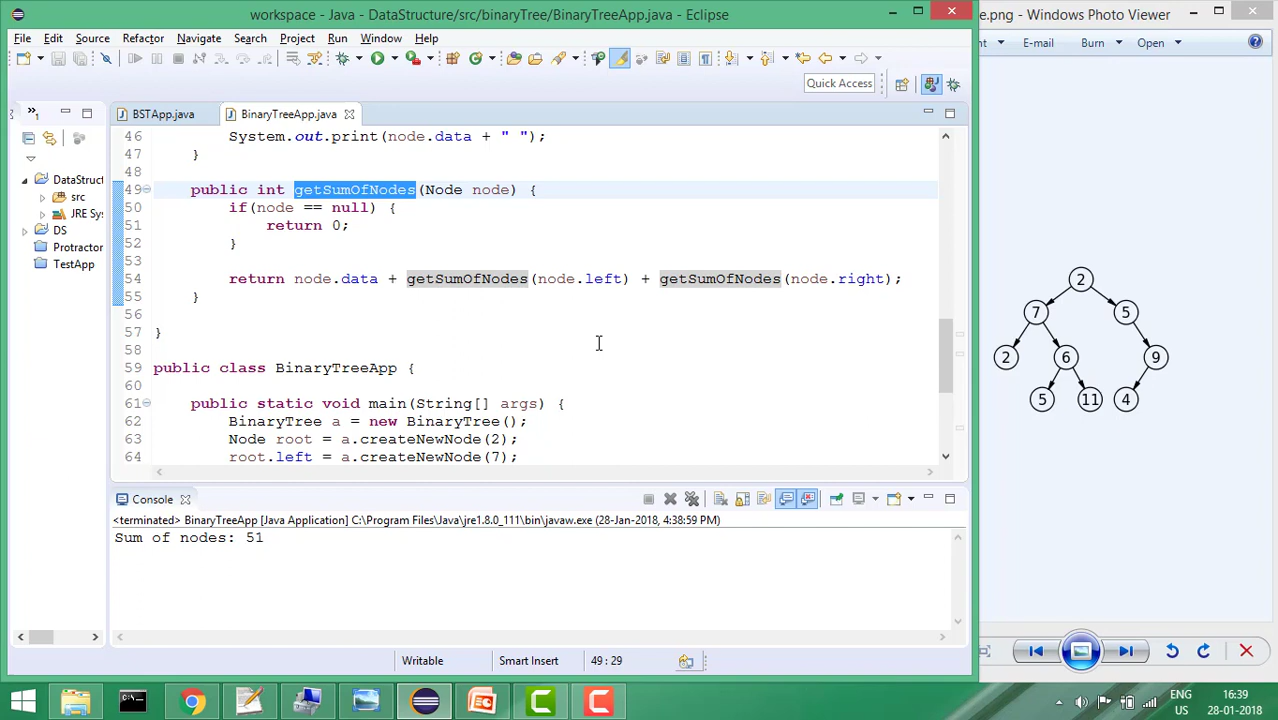 workspace - Java - DataStructure/src/binaryTree/BinaryTreeApp.java - Eclipse
e.png - Windows Photo Viewer
File Edit Source Refactor Navigate Search Project Run Window Help
E-mail Burn Open
Quick Access
BSTApp.java BinaryTreeApp.java
46 System.out.print(node.data + " ");
47 }
48
49 public int getSumOfNodes(Node node) {
50 if(node == null) {
51 return 0;
52 }
54 return node.data + getSumOfNodes(node.left) + getSumOfNodes(node.right);
55 }
56
57 }
58
59 public class BinaryTreeApp {
60
61 public static void main(String[] args) {
62 BinaryTree a = new BinaryTree();
63 Node root = a.createNewNode(2);
64 root.left = a.createNewNode(7);
DataStruct
src
JRE Sy
DS
Protractor
TestApp
2
7 5
2 6 9
5 11 4
Console
<terminated> BinaryTreeApp [Java Application] C:\Program Files\Java\jre1.8.0_111\bin\javaw.exe (28-Jan-2018, 4:38:59 PM)
Sum of nodes: 51
Writable Smart Insert 49 : 29
ENG
US
16:39
28-01-2018